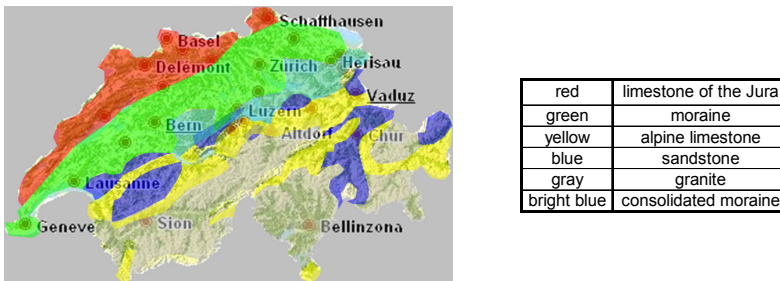 Schaffhausen
Basel
Delémont
Zürich
Herisau
Vaduz
Luzern
Bern
Altdorf
Chur
Lausanne
Geneve
Sion
Bellinzona
red limestone of the Jura
green moraine
yellow alpine limestone
blue sandstone
gray granite
bright blue consolidated moraine